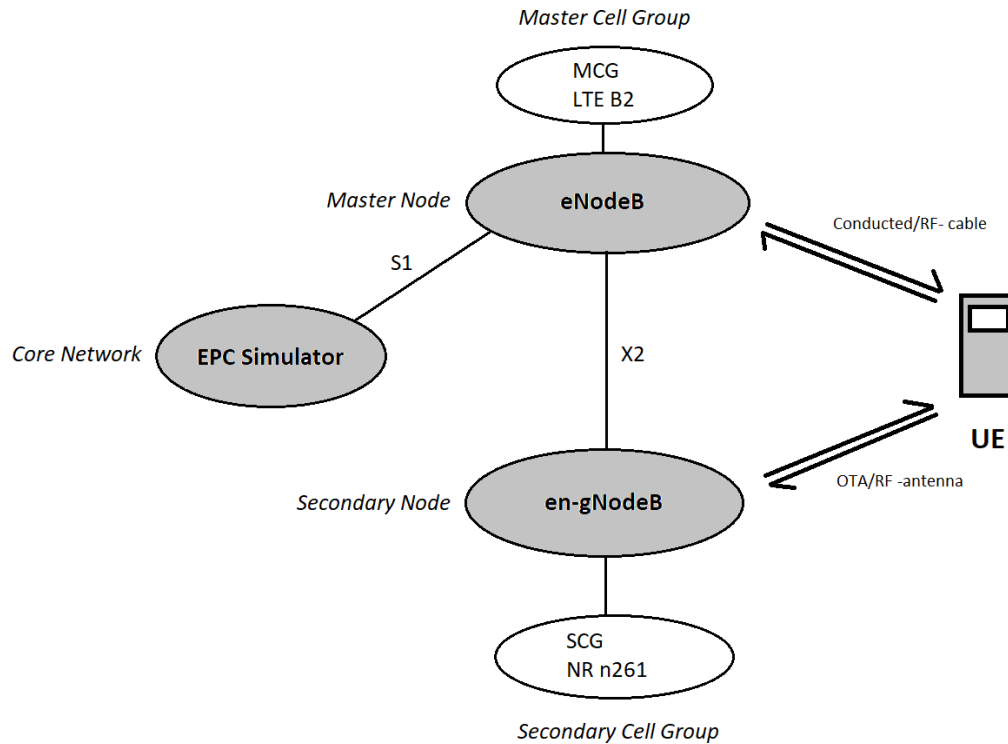 Master Cell Group
MCG
LTE B2
Master Node
eNodeB
Conducted/RF- cable
S1
Core Network
EPC Simulator
X2
UE
OTA/RF -antenna
Secondary Node
en-gNodeB
SCG
NR n261
Secondary Cell Group